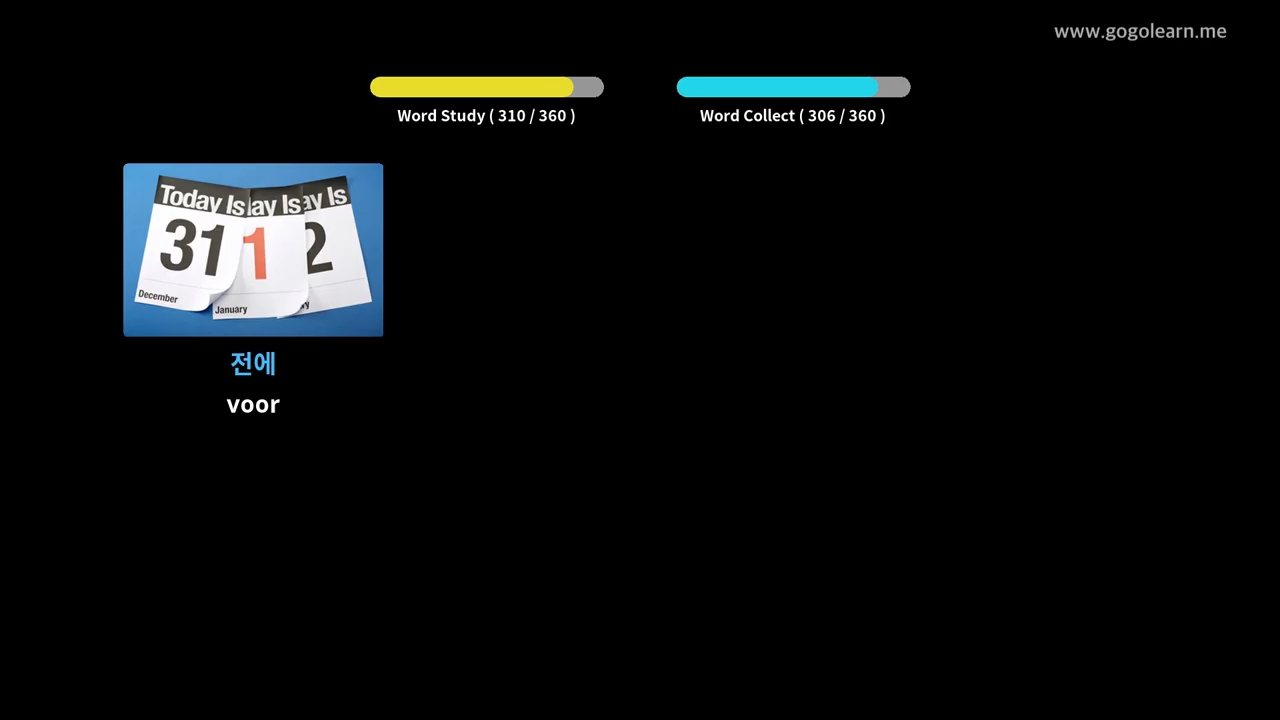 www.gogolearn.me
Word Study ( 310 / 360 )
Word Collect ( 306 / 360 )
Today Is
ay Is
ay Is
31
1
2
December
January
ry
전에
voor